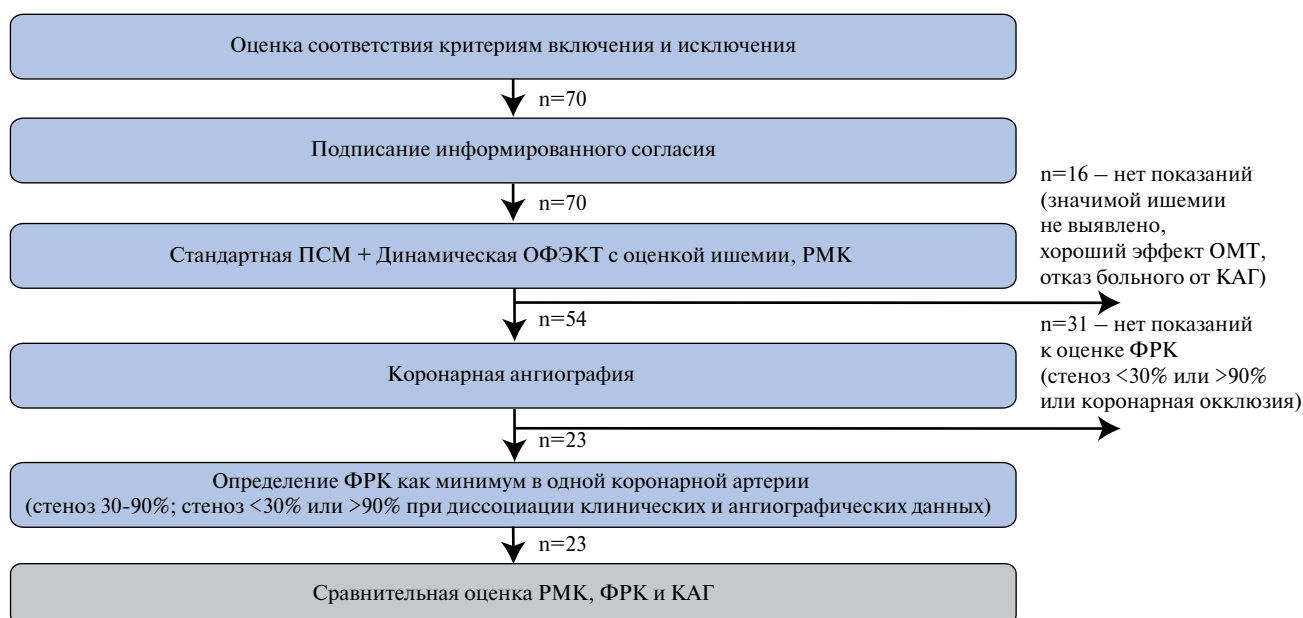 Оценка соответствия критериям включения и исключения
n=70
Подписание информированного согласия
n=70
Стандартная ПСМ + Динамическая ОФЭКТ с оценкой ишемии, РМК
n=16 – нет показаний
(значимой ишемии
не выявлено,
хороший эффект ОМТ,
отказ больного от КАГ)
n=54
Коронарная ангиография
n=31 – нет показаний
к оценке ФРК
(стеноз <30% или >90%
или коронарная окклюзия)
n=23
Определение ФРК как минимум в одной коронарной артерии
(стеноз 30-90%; стеноз <30% или >90% при диссоциации клинических и ангиографических данных)
n=23
Сравнительная оценка РМК, ФРК и КАГ